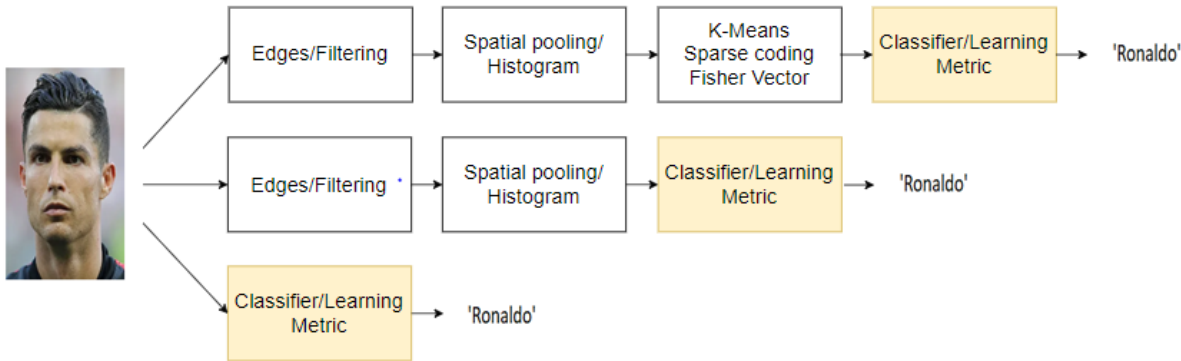 Edges/Filtering
Spatial pooling/
Histogram
K-Means
Sparse coding
Fisher Vector
Classifier/Learning
Metric
'Ronaldo'
Edges/Filtering
Spatial pooling/
Histogram
Classifier/Learning
Metric
'Ronaldo'
Classifier/Learning
Metric
'Ronaldo'